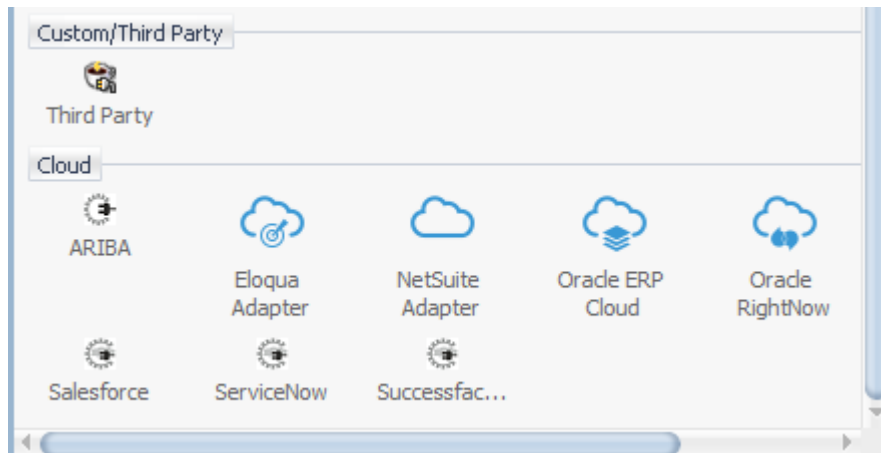 Custom/Third Party
Third Party
Cloud
ARIBA
Eloqua
Adapter
NetSuite
Adapter
Oracle ERP
Cloud
Oracle
RightNow
Salesforce
ServiceNow
Successfac...